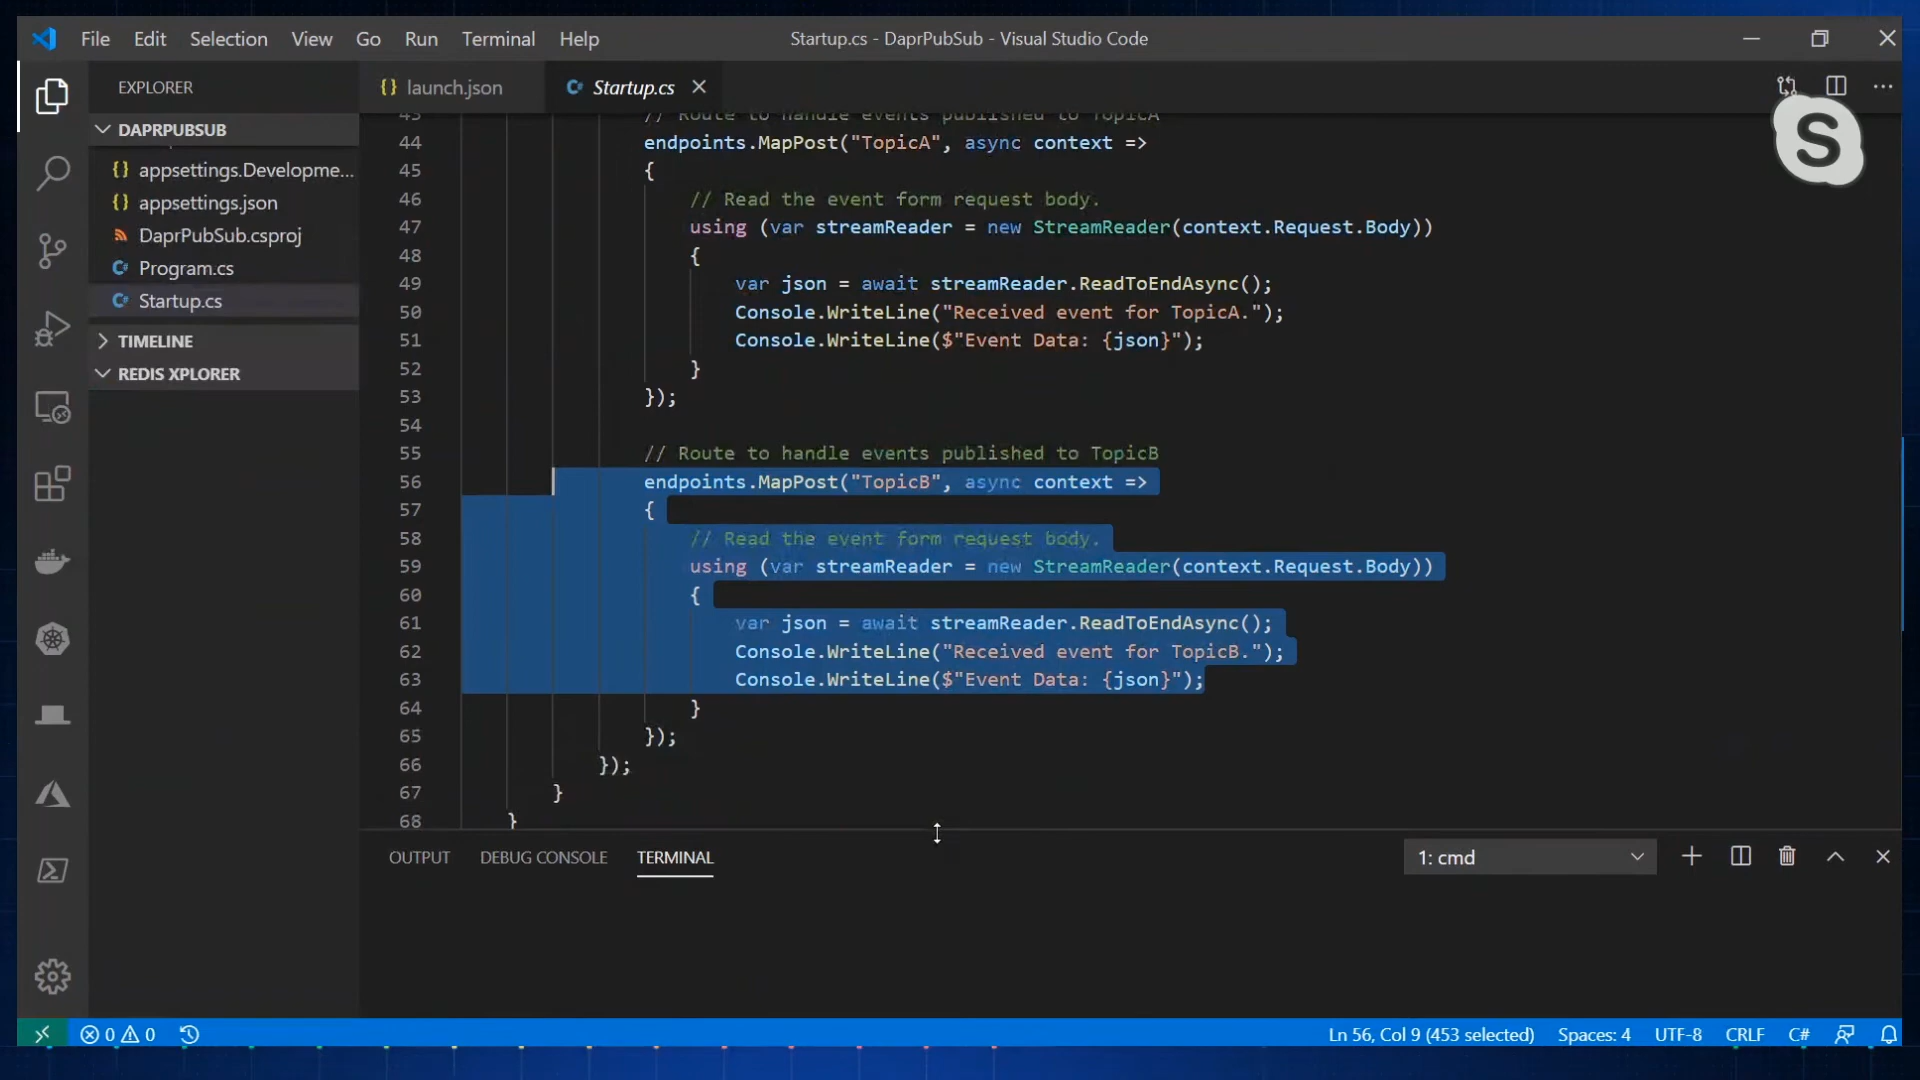 File Edit Selection View Go Run Terminal Help
Startup.cs - DaprPubSub - Visual Studio Code
EXPLORER
{} launch.json
C# Startup.cs
DAPRPUBSUB
{} appsettings.Developme...
{} appsettings.json
DaprPubSub.csproj
C# Program.cs
C# Startup.cs
TIMELINE
REDIS XPLORER
43 // Route to handle events published to TopicA
44 endpoints.MapPost("TopicA", async context =>
45 {
46 // Read the event form request body.
47 using (var streamReader = new StreamReader(context.Request.Body))
48 {
49 var json = await streamReader.ReadToEndAsync();
50 Console.WriteLine("Received event for TopicA.");
51 Console.WriteLine($"Event Data: {json}");
52 }
53 });
54
55 // Route to handle events published to TopicB
56 endpoints.MapPost("TopicB", async context =>
57 {
58 // Read the event form request body.
59 using (var streamReader = new StreamReader(context.Request.Body))
60 {
61 var json = await streamReader.ReadToEndAsync();
62 Console.WriteLine("Received event for TopicB.");
63 Console.WriteLine($"Event Data: {json}");
64 }
65 });
66 });
67 }
68 }
OUTPUT DEBUG CONSOLE TERMINAL
1: cmd
0 0
Ln 56, Col 9 (453 selected) Spaces: 4 UTF-8 CRLF C#